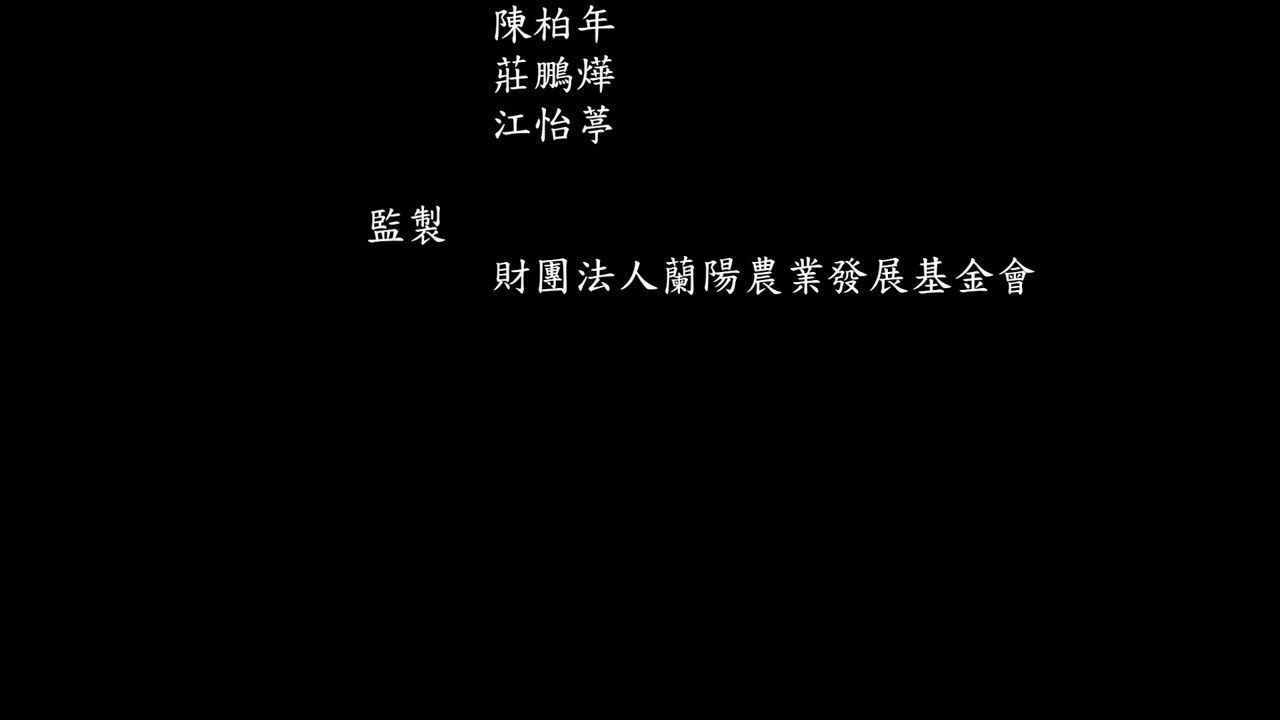 陳柏年
莊鵬燁
江怡葶
監製
財團法人蘭陽農業發展基金會